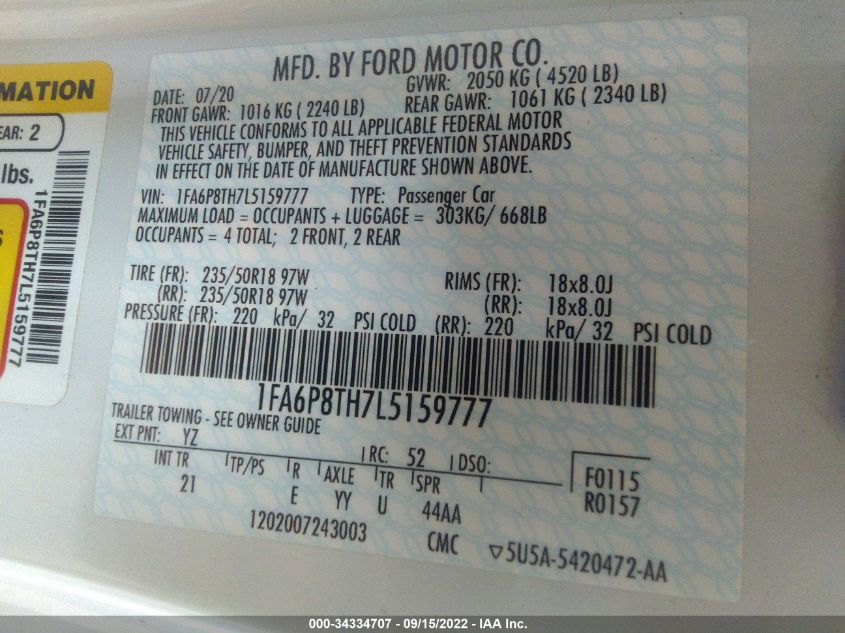 MFD. BY FORD MOTOR CO.
DATE: 07/20
GVWR: 2050 KG ( 4520 LB)
FRONT GAWR: 1016 KG ( 2240 LB)
REAR GAWR: 1061 KG ( 2340 LB)
THIS VEHICLE CONFORMS TO ALL APPLICABLE FEDERAL MOTOR
VEHICLE SAFETY, BUMPER, AND THEFT PREVENTION STANDARDS
IN EFFECT ON THE DATE OF MANUFACTURE SHOWN ABOVE.
VIN: 1FA6P8TH7L5159777 TYPE: Passenger Car
MAXIMUM LOAD = OCCUPANTS + LUGGAGE = 303KG/ 668LB
OCCUPANTS = 4 TOTAL; 2 FRONT, 2 REAR
TIRE (FR): 235/50R18 97W RIMS (FR): 18x8.0J
(RR): 235/50R18 97W (RR): 18x8.0J
PRESSURE (FR): 220 kPa/ 32 PSI COLD (RR): 220 kPa/ 32 PSI COLD
1FA6P8TH7L5159777
TRAILER TOWING - SEE OWNER GUIDE
EXT PNT: YZ RC: 52 DSO:
INT TR TP/PS R AXLE TR SPR
21 E YY U 44AA
F0115
R0157
1202007243003
CMC
▽5U5A-5420472-AA
MATION
EAR: 2
lbs.
1FA6P8TH7L5159777
S
000-34334707 - 09/15/2022 - IAA Inc.